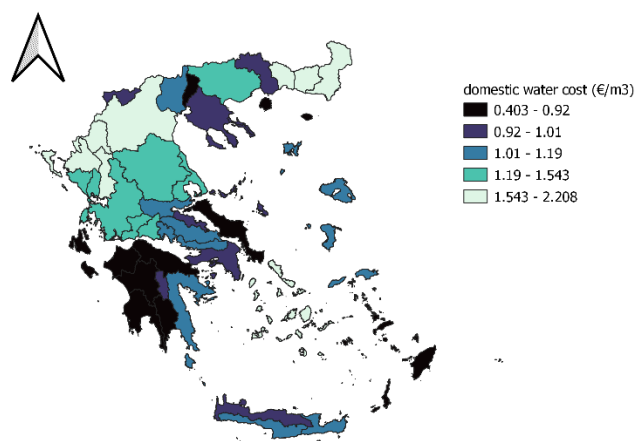 domestic water cost (€/m3)
0.403 - 0.92
0.92 - 1.01
1.01 - 1.19
1.19 - 1.543
1.543 - 2.208